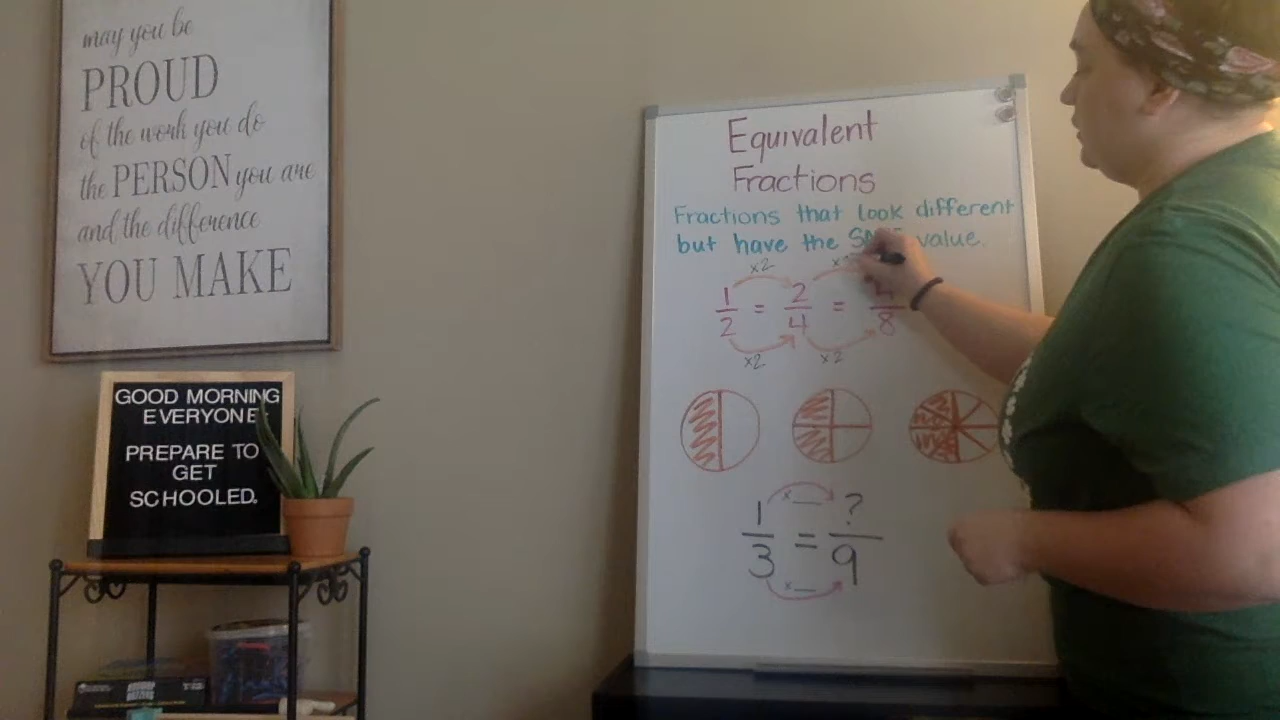 may you be
PROUD
of the work you do
the PERSON you are
and the difference
YOU MAKE
GOOD MORNING
EVERYONE
PREPARE TO
GET
SCHOOLED.
Equivalent
Fractions
Fractions that look different
but have the value.
x2
1/2 = 2/4 = 4/8
x2 x2
x
1/3 = ?/9
x